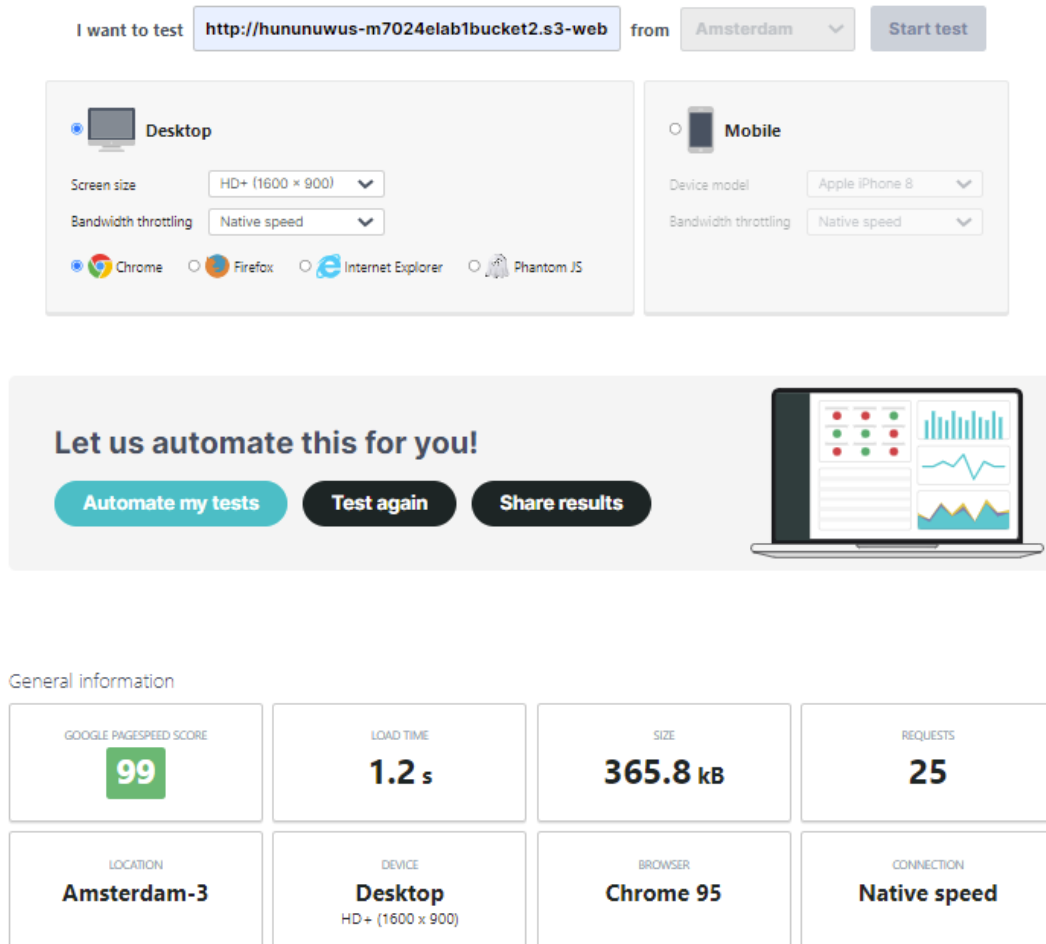 I want to test http://hununuwus-m7024elab1bucket2.s3-web from Amsterdam Start test
Desktop
Screen size HD+ (1600 × 900)
Bandwidth throttling Native speed
Chrome Firefox Internet Explorer Phantom JS
Mobile
Device model Apple iPhone 8
Bandwidth throttling Native speed
Let us automate this for you!
Automate my tests Test again Share results
General information
GOOGLE PAGESPEED SCORE
99
LOAD TIME
1.2 s
SIZE
365.8 kB
REQUESTS
25
LOCATION
Amsterdam-3
DEVICE
Desktop
HD+ (1600 x 900)
BROWSER
Chrome 95
CONNECTION
Native speed